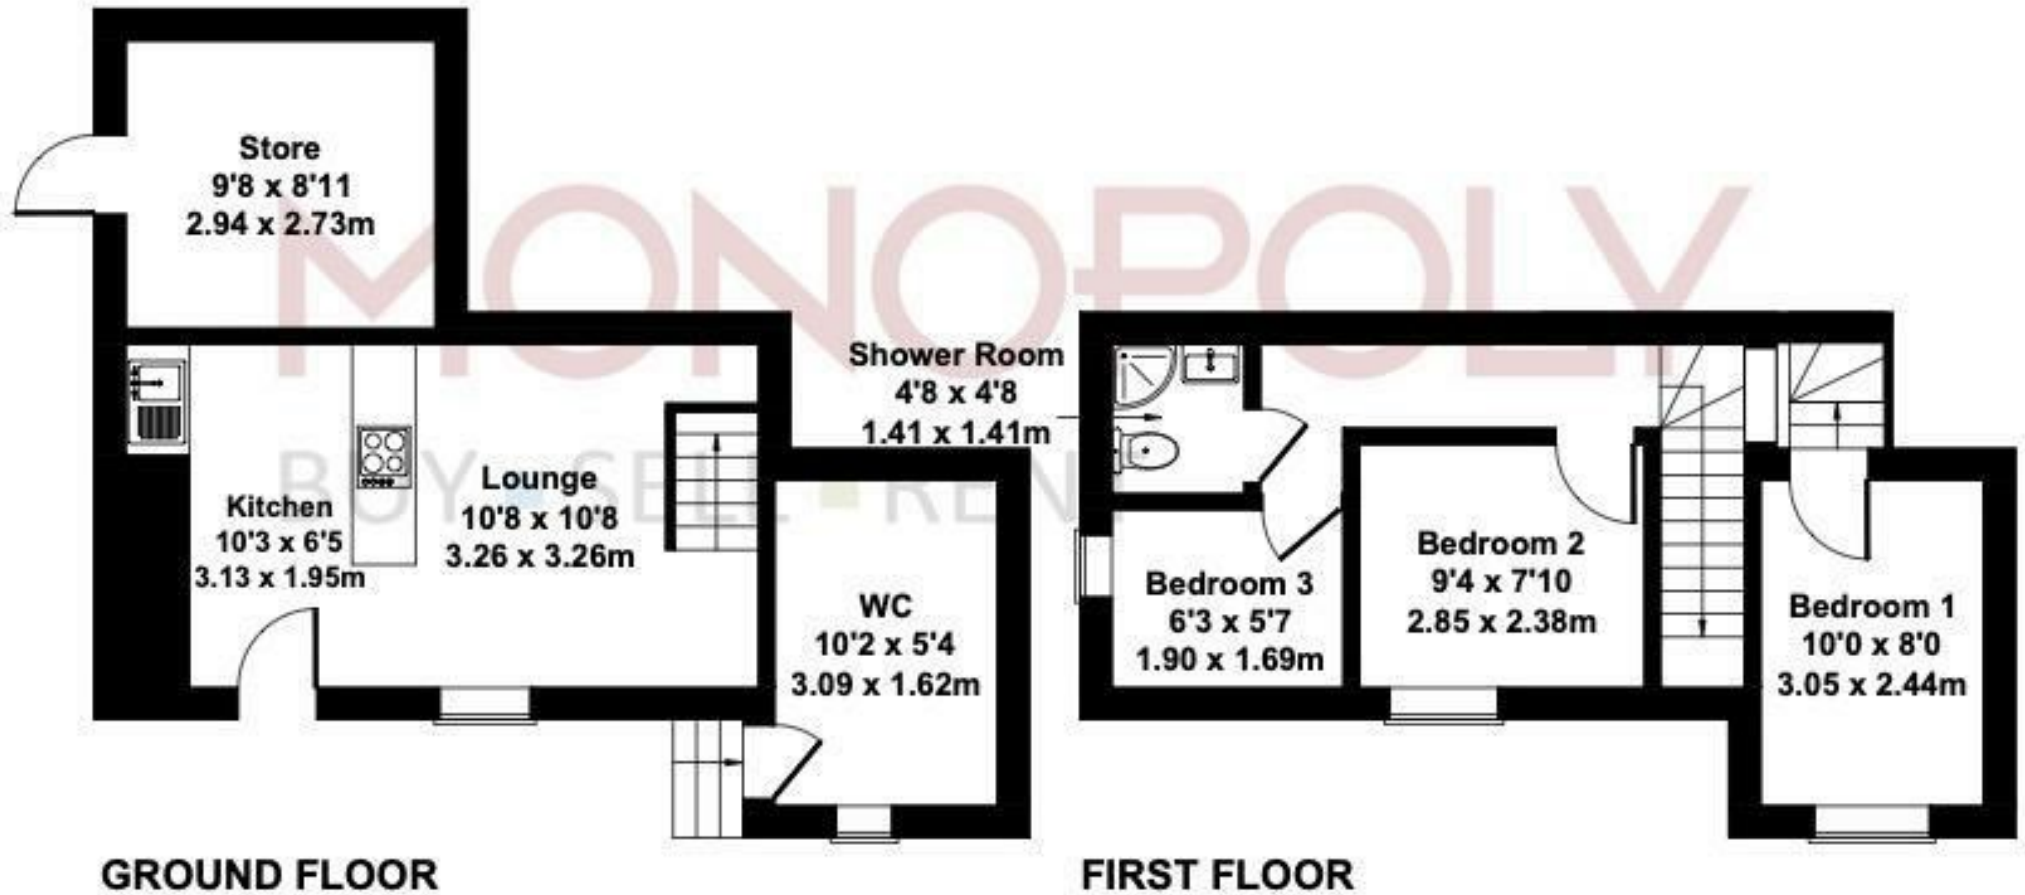 Store
9'8 x 8'11
2.94 x 2.73m
MONOPOLY
BUY SELL RENT
Kitchen
10'3 x 6'5
3.13 x 1.95m
Lounge
10'8 x 10'8
3.26 x 3.26m
WC
10'2 x 5'4
3.09 x 1.62m
GROUND FLOOR
Shower Room
4'8 x 4'8
1.41 x 1.41m
Bedroom 3
6'3 x 5'7
1.90 x 1.69m
Bedroom 2
9'4 x 7'10
2.85 x 2.38m
Bedroom 1
10'0 x 8'0
3.05 x 2.44m
FIRST FLOOR